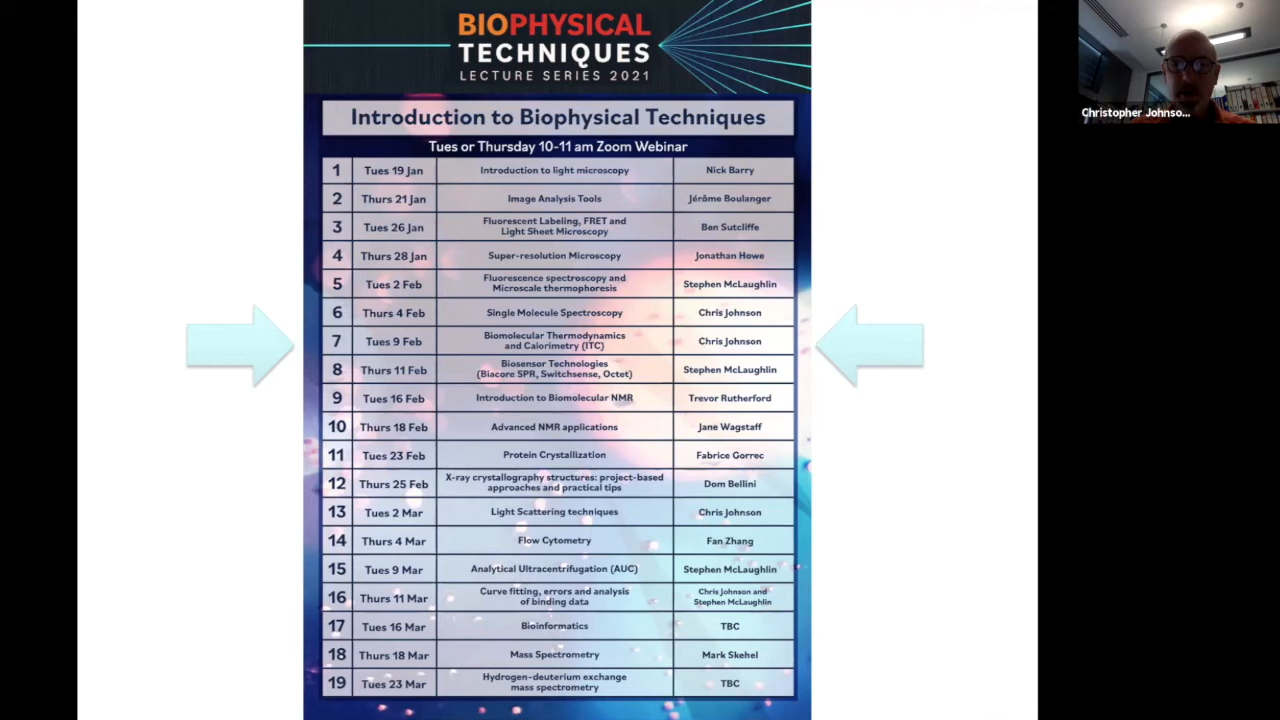 BIOPHYSICAL
TECHNIQUES
LECTURE SERIES 2021
Introduction to Biophysical Techniques
Tues or Thursday 10-11 am Zoom Webinar
1 Tues 19 Jan Introduction to light microscopy Nick Barry
2 Thurs 21 Jan Image Analysis Tools Jérôme Boulanger
3 Tues 26 Jan Fluorescent Labeling, FRET and
Light Sheet Microscopy Ben Sutcliffe
4 Thurs 28 Jan Super-resolution Microscopy Jonathan Howe
5 Tues 2 Feb Fluorescence spectroscopy and
Microscale thermophoresis Stephen McLaughlin
6 Thurs 4 Feb Single Molecule Spectroscopy Chris Johnson
7 Tues 9 Feb Biomolecular Thermodynamics
and Calorimetry (ITC) Chris Johnson
8 Thurs 11 Feb Biosensor Technologies
(Biacore SPR, Switchsense, Octet) Stephen McLaughlin
9 Tues 16 Feb Introduction to Biomolecular NMR Trevor Rutherford
10 Thurs 18 Feb Advanced NMR applications Jane Wagstaff
11 Tues 23 Feb Protein Crystallization Fabrice Gorrec
12 Thurs 25 Feb X-ray crystallography structures: project-based
approaches and practical tips Dom Bellini
13 Tues 2 Mar Light Scattering techniques Chris Johnson
14 Thurs 4 Mar Flow Cytometry Fan Zhang
15 Tues 9 Mar Analytical Ultracentrifugation (AUC) Stephen McLaughlin
16 Thurs 11 Mar Curve fitting, errors and analysis
of binding data Chris Johnson and
Stephen McLaughlin
17 Tues 16 Mar Bioinformatics TBC
18 Thurs 18 Mar Mass Spectrometry Mark Skehel
19 Tues 23 Mar Hydrogen-deuterium exchange
mass spectrometry TBC
Christopher Johnso...